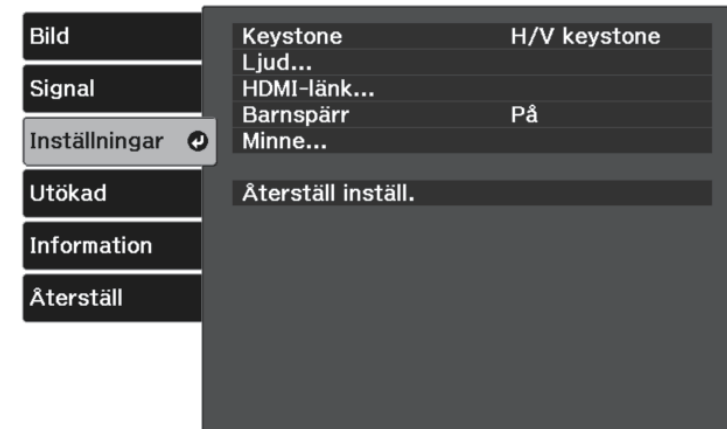 Bild
Signal
Inställningar
Utökad
Information
Återställ
Keystone H/V keystone
Ljud...
HDMI-länk...
Barnspärr På
Minne...
Återställ inställ.